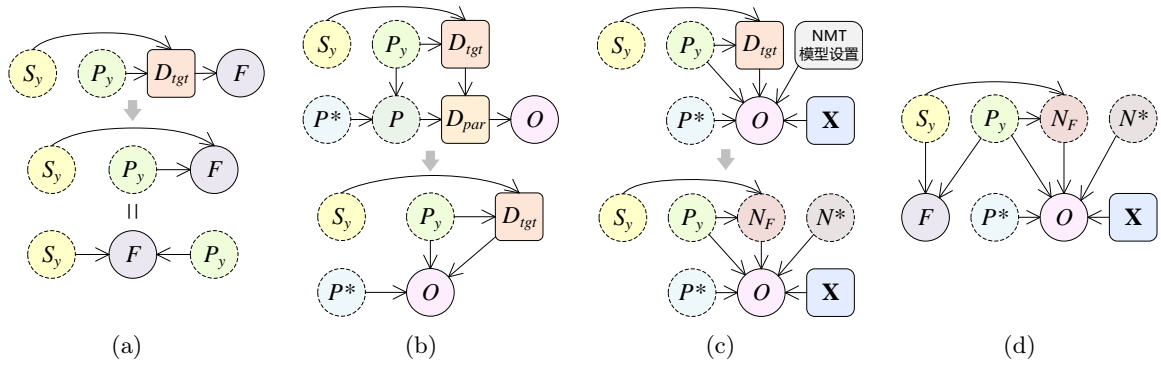 S_y P_y D_tgt F
S_y P_y F
=
S_y F P_y
(a)
S_y P_y D_tgt
P* P D_par O
S_y P_y D_tgt
P* O
(b)
S_y P_y D_tgt NMT
模型设置
P* O X
S_y P_y N_F N*
P* O X
(c)
S_y P_y N_F N*
F P* O X
(d)